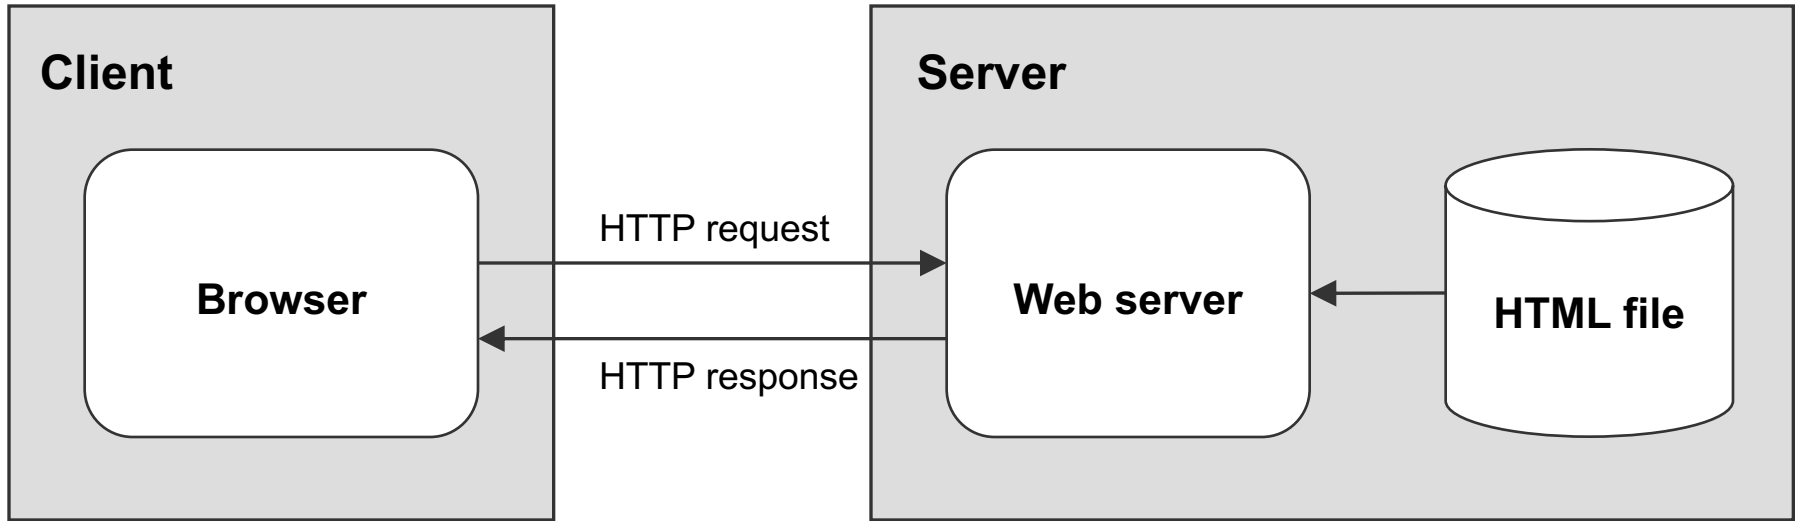 Client
Server
HTTP request
Browser
Web server
HTML file
HTTP response